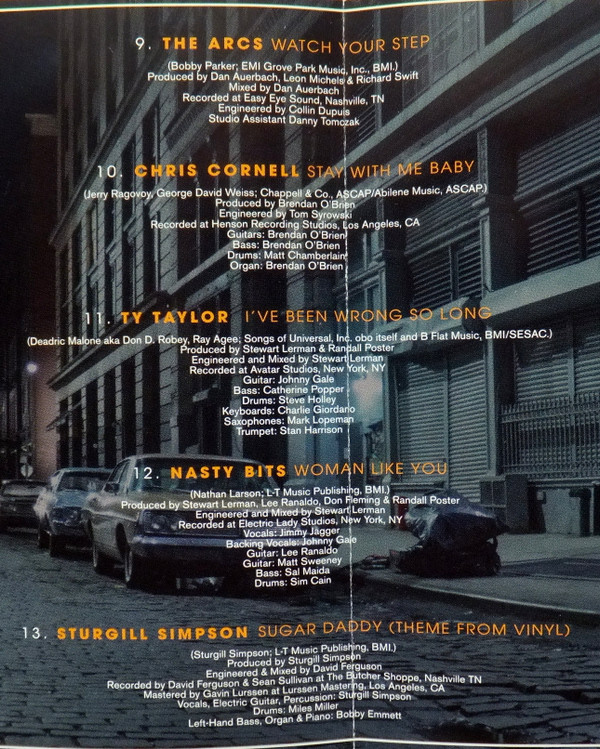 9. THE ARCS WATCH YOUR STEP
(Bobby Parker; EMI Grove Park Music, Inc., BMI.)
Produced by Dan Auerbach, Leon Michels & Richard Swift
Mixed by Dan Auerbach
Recorded at Easy Eye Sound, Nashville, TN
Engineered by Collin Dupuis
Studio Assistant Danny Tomczak
10. CHRIS CORNELL STAY WITH ME BABY
(Jerry Ragovoy, George David Weiss; Chappell & Co., ASCAP/Abilene Music, ASCAP.)
Produced by Brendan O'Brien
Engineered by Tom Syrowski
Recorded at Henson Recording Studios, Los Angeles, CA
Guitars: Brendan O'Brien
Bass: Brendan O'Brien
Drums: Matt Chamberlain
Organ: Brendan O'Brien
11. TY TAYLOR I'VE BEEN WRONG SO LONG
(Deadric Malone aka Don D. Robey, Ray Agee; Songs of Universal, Inc. obo itself and B Flat Music, BMI/SESAC.)
Produced by Stewart Lerman & Randall Poster
Engineered and Mixed by Stewart Lerman
Recorded at Avatar Studios, New York, NY
Guitar: Johnny Gale
Bass: Catherine Popper
Drums: Steve Holley
Keyboards: Charlie Giordano
Saxophones: Mark Lopeman
Trumpet: Stan Harrison
12. NASTY BITS WOMAN LIKE YOU
(Nathan Larson; L-T Music Publishing, BMI.)
Produced by Stewart Lerman, Lee Ranaldo, Don Fleming & Randall Poster
Engineered and Mixed by Stewart Lerman
Recorded at Electric Lady Studios, New York, NY
Vocals: Jimmy Jagger
Backing Vocals: Johnny Gale
Guitar: Lee Ranaldo
Guitar: Matt Sweeney
Bass: Sal Maida
Drums: Sim Cain
13. STURGILL SIMPSON SUGAR DADDY (THEME FROM VINYL)
(Sturgill Simpson; L-T Music Publishing, BMI.)
Produced by Sturgill Simpson
Engineered & Mixed by David Ferguson
Recorded by David Ferguson & Sean Sullivan at The Butcher Shoppe, Nashville TN
Mastered by Gavin Lurssen at Lurssen Mastering, Los Angeles, CA
Vocals, Electric Guitar, Percussion: Sturgill Simpson
Drums: Miles Miller
Left-Hand Bass, Organ & Piano: Bobby Emmett